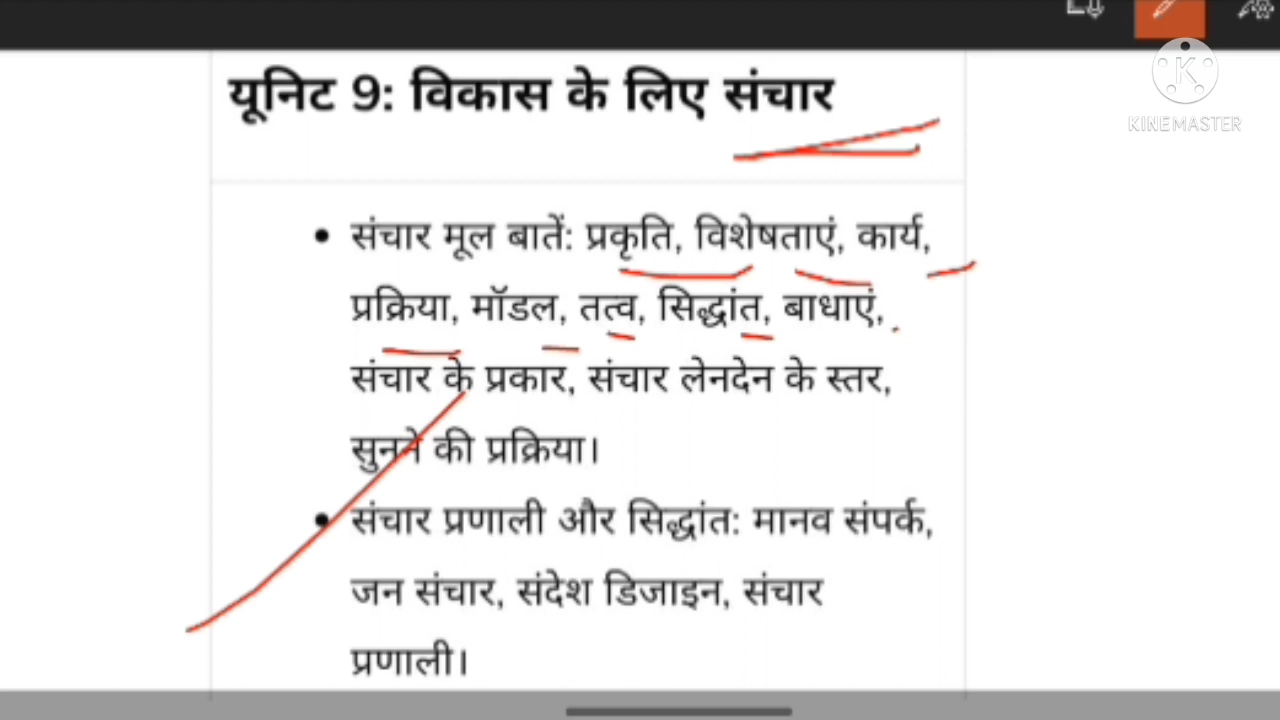 यूनिट 9: विकास के लिए संचार
KINEMASTER
• संचार मूल बातें: प्रकृति, विशेषताएं, कार्य,
प्रक्रिया, मॉडल, तत्व, सिद्धांत, बाधाएं,
संचार के प्रकार, संचार लेनदेन के स्तर,
सुनने की प्रक्रिया।
• संचार प्रणाली और सिद्धांत: मानव संपर्क,
जन संचार, संदेश डिजाइन, संचार
प्रणाली।